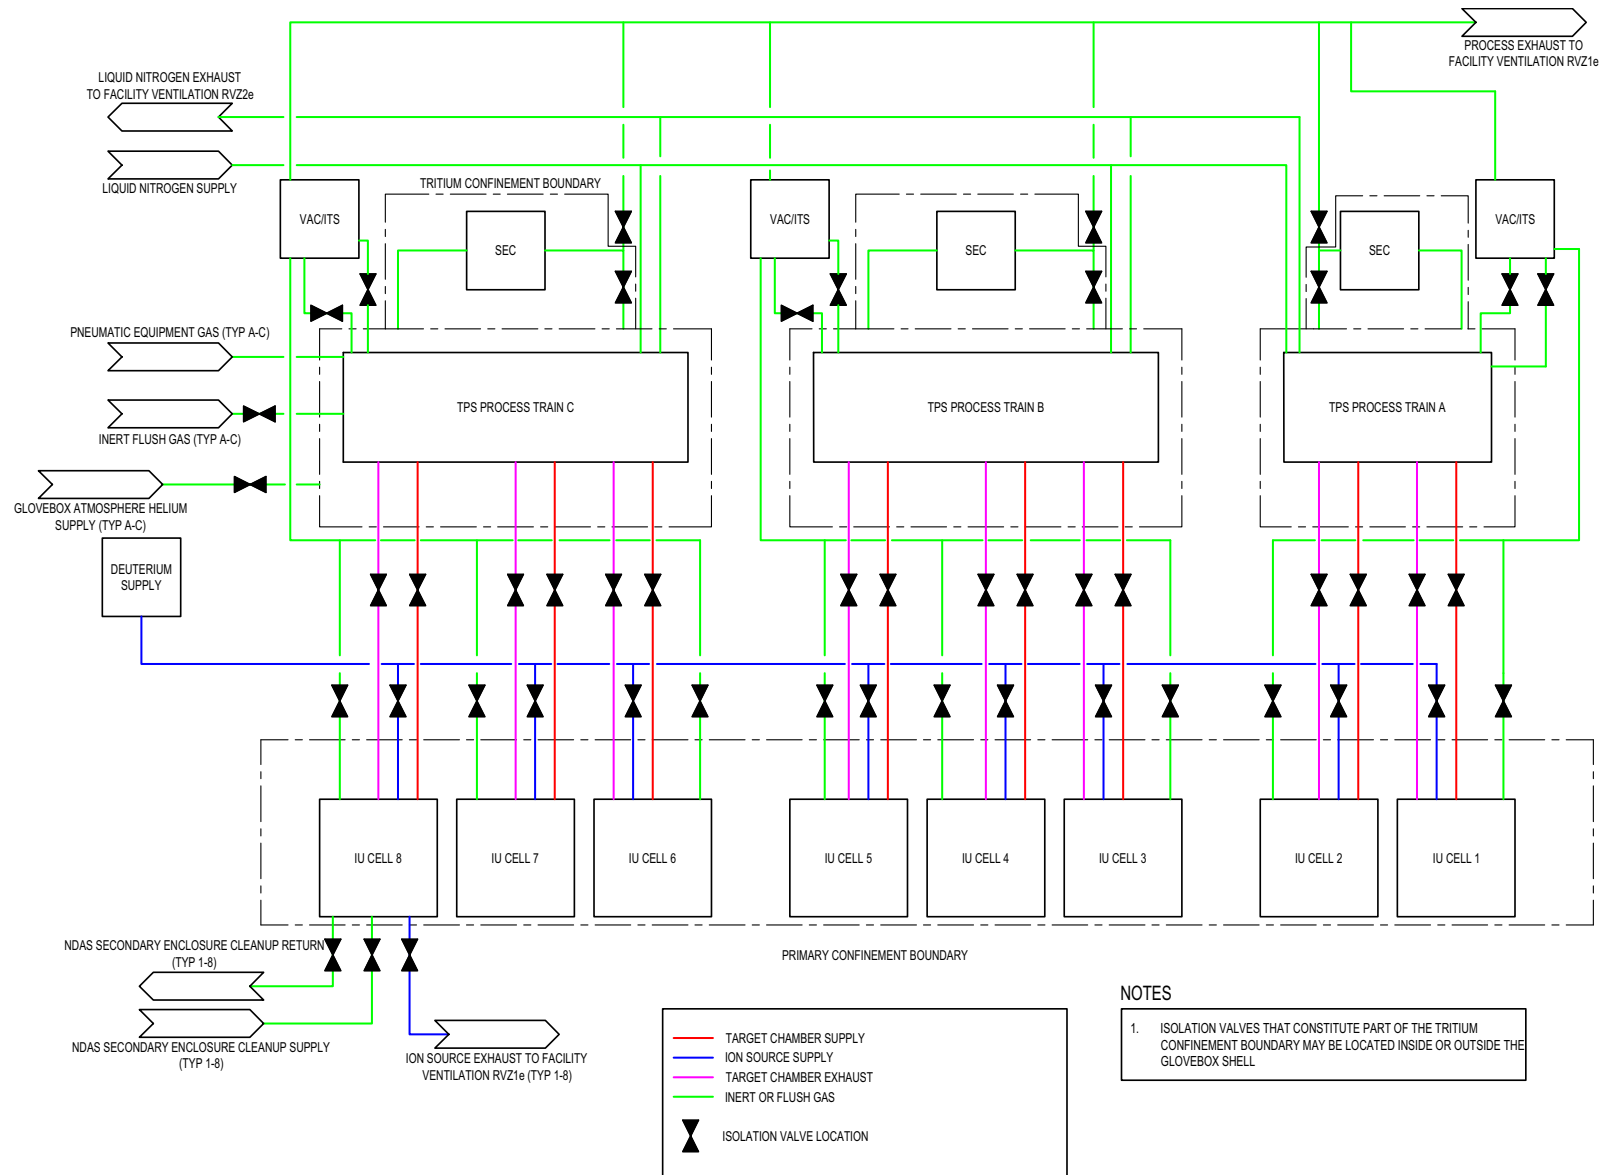 PROCESS EXHAUST TO
FACILITY VENTILATION RVZ1e
LIQUID NITROGEN EXHAUST
TO FACILITY VENTILATION RVZ2e
LIQUID NITROGEN SUPPLY
TRITIUM CONFINEMENT BOUNDARY
VAC/ITS
SEC
VAC/ITS
SEC
SEC
VAC/ITS
PNEUMATIC EQUIPMENT GAS (TYP A-C)
INERT FLUSH GAS (TYP A-C)
TPS PROCESS TRAIN C
TPS PROCESS TRAIN B
TPS PROCESS TRAIN A
GLOVEBOX ATMOSPHERE HELIUM
SUPPLY (TYP A-C)
DEUTERIUM
SUPPLY
IU CELL 8
IU CELL 7
IU CELL 6
IU CELL 5
IU CELL 4
IU CELL 3
IU CELL 2
IU CELL 1
NDAS SECONDARY ENCLOSURE CLEANUP RETURN
(TYP 1-8)
NDAS SECONDARY ENCLOSURE CLEANUP SUPPLY
(TYP 1-8)
ION SOURCE EXHAUST TO FACILITY
VENTILATION RVZ1e (TYP 1-8)
PRIMARY CONFINEMENT BOUNDARY
TARGET CHAMBER SUPPLY
ION SOURCE SUPPLY
TARGET CHAMBER EXHAUST
INERT OR FLUSH GAS
ISOLATION VALVE LOCATION
NOTES
1. ISOLATION VALVES THAT CONSTITUTE PART OF THE TRITIUM
CONFINEMENT BOUNDARY MAY BE LOCATED INSIDE OR OUTSIDE THE
GLOVEBOX SHELL